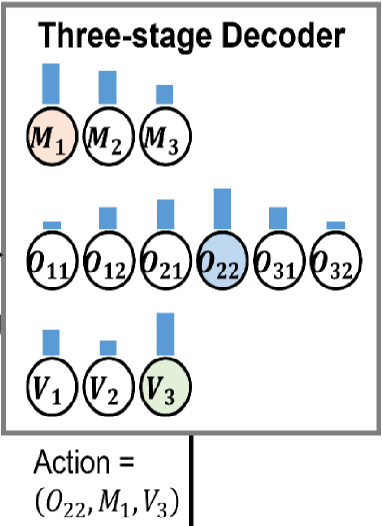 Three-stage Decoder
M₁ M₂ M₃
O₁₁ O₁₂ O₂₁ O₂₂ O₃₁ O₃₂
V₁ V₂ V₃
Action =
(O₂₂, M₁, V₃)